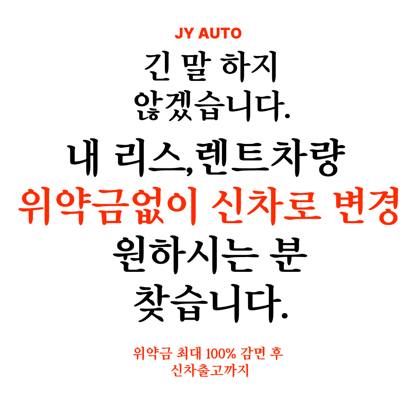 JY AUTO
긴 말 하지
않겠습니다.
내 리스,렌트차량
위약금없이 신차로 변경
원하시는 분
찾습니다.
위약금 최대 100% 감면 후
신차출고까지